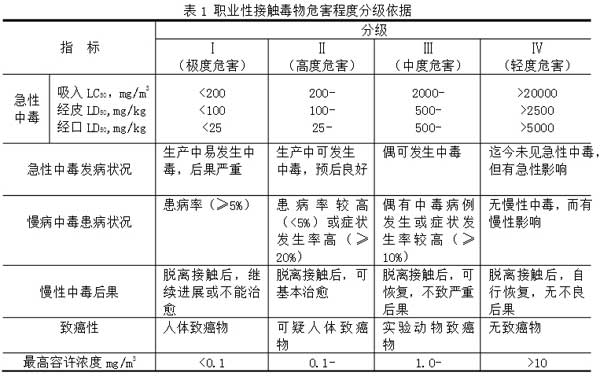 表 1 职业性接触毒物危害程度分级依据
指 标
分级
Ⅰ
(极度危害)
Ⅱ
(高度危害)
Ⅲ
(中度危害)
Ⅳ
(轻度危害)
急性
中毒
吸入 LC50, mg/m3
经皮 LD50,mg/kg
经口 LD50,mg/kg
<200
<100
<25
200-
100-
25-
2000-
500-
500-
>20000
>2500
>5000
急性中毒发病状况
生产中易发生中
毒，后果严重
生产中可发生
中毒，预后良好
偶可发生中毒
迄今未见急性中毒，
但有急性影响
慢病中毒患病状况
患病率（≥5%）
患病率较高
(<5%）或症状
发生率高（≥
20%）
偶有中毒病例
发生或症状发
生率较高（≥
10%）
无慢性中毒，而有
慢性影响
慢性中毒后果
脱离接触后，继
续进展或不能治
愈
脱离接触后，可
基本治愈
脱离接触后，可
恢复，不致严重
后果
脱离接触后，自
行恢复，无不良
后果
致癌性
人体致癌物
可疑人体致癌
物
实验动物致癌
物
无致癌物
最高容许浓度 mg/m3
<0.1
0.1-
1.0-
>10